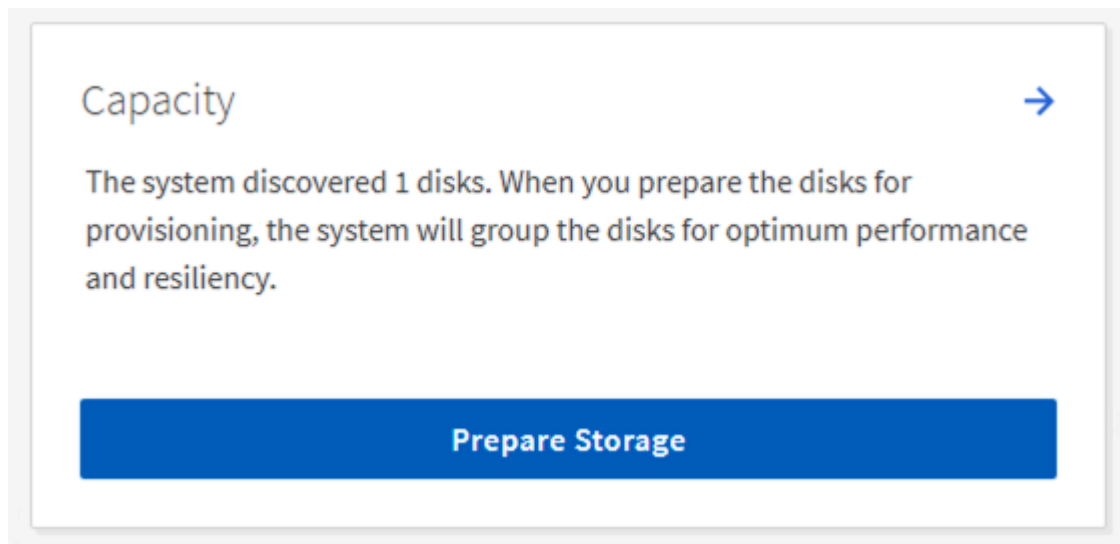 Capacity
The system discovered 1 disks. When you prepare the disks for
provisioning, the system will group the disks for optimum performance
and resiliency.
Prepare Storage